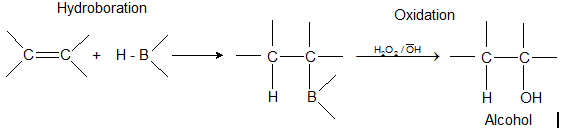 Hydroboration
Oxidation
C=C + H - B → C C H2O2 / OH C C
H B H OH
Alcohol